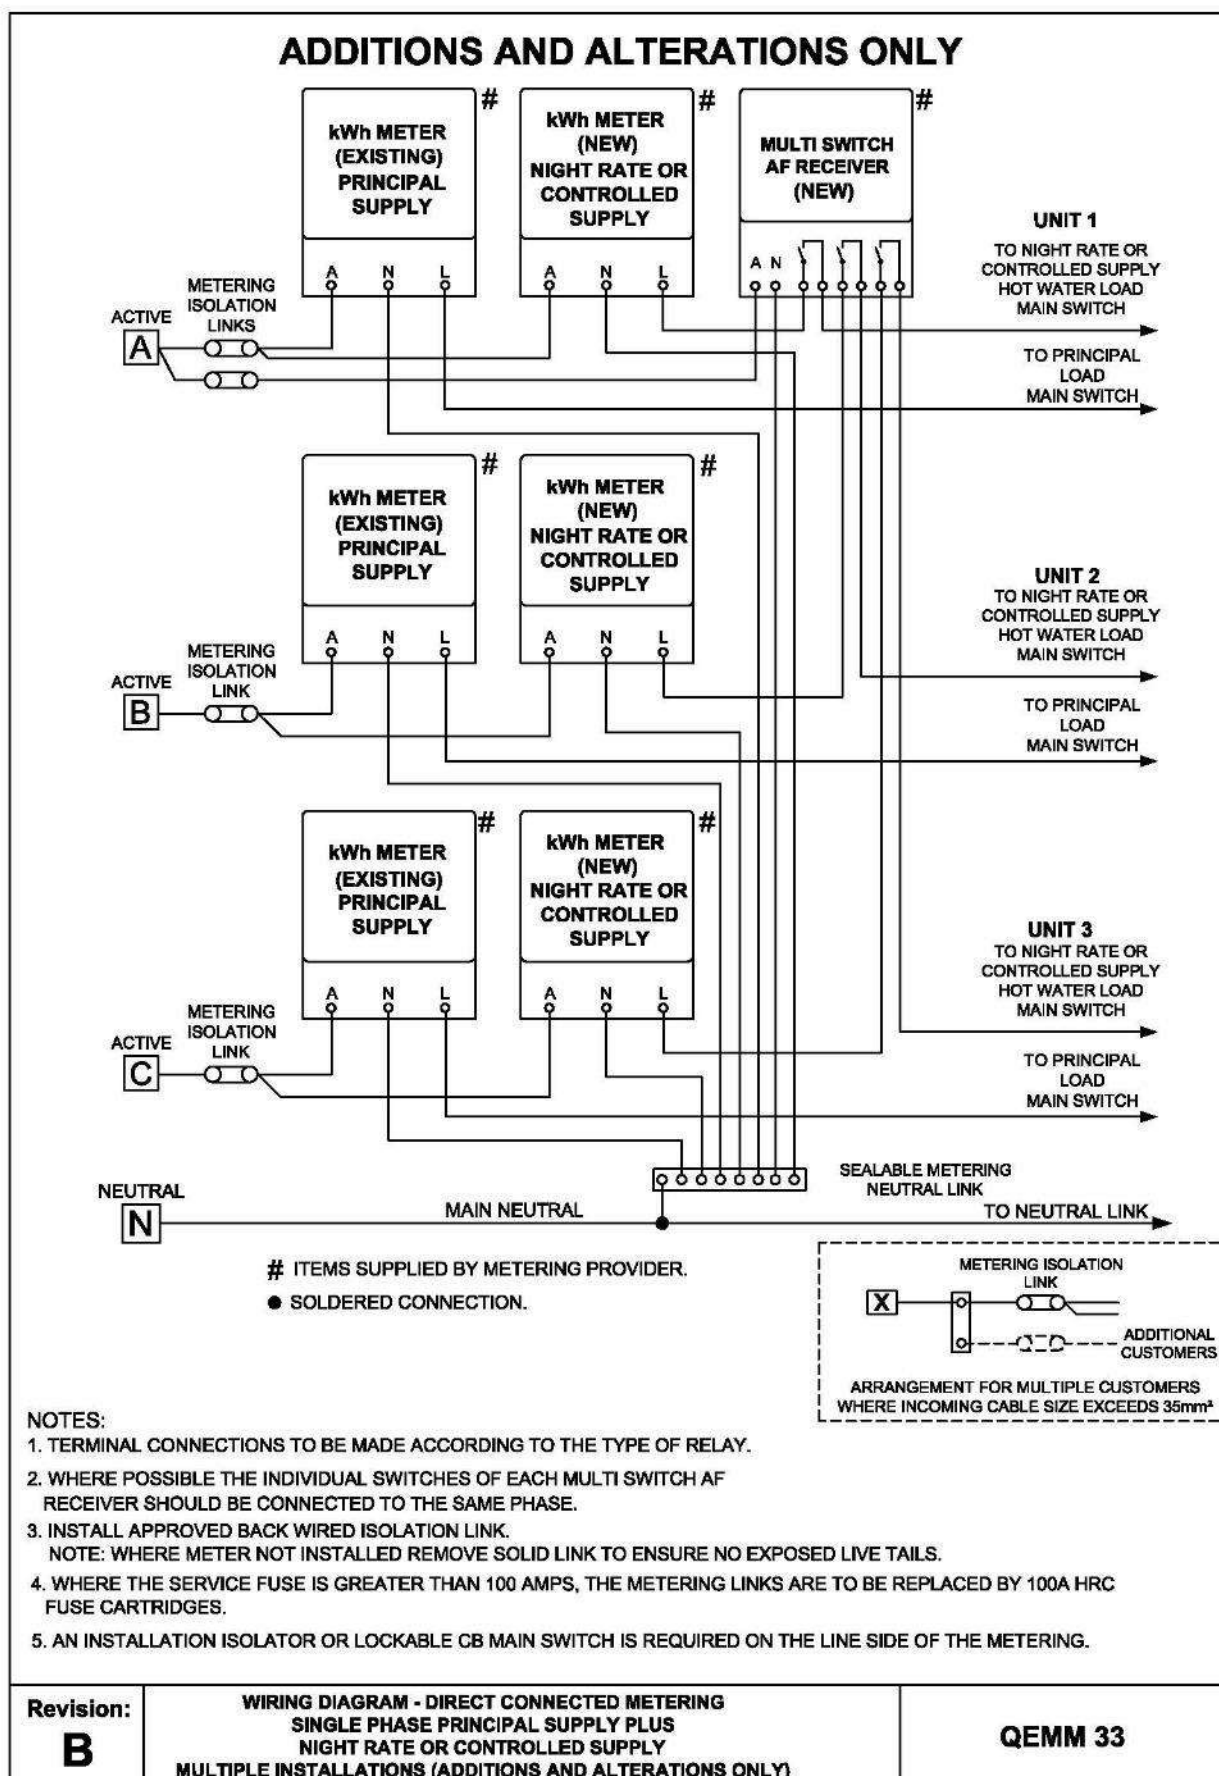 ADDITIONS AND ALTERATIONS ONLY
#
#
#
kWh METER
(EXISTING)
PRINCIPAL
SUPPLY
kWh METER
(NEW)
NIGHT RATE OR
CONTROLLED
SUPPLY
MULTI SWITCH
AF RECEIVER
(NEW)
A N L
A N L
A N
METERING
ISOLATION
LINKS
ACTIVE
A
UNIT 1
TO NIGHT RATE OR
CONTROLLED SUPPLY
HOT WATER LOAD
MAIN SWITCH
TO PRINCIPAL
LOAD
MAIN SWITCH
#
#
kWh METER
(EXISTING)
PRINCIPAL
SUPPLY
kWh METER
(NEW)
NIGHT RATE OR
CONTROLLED
SUPPLY
A N L
A N L
METERING
ISOLATION
LINK
ACTIVE
B
UNIT 2
TO NIGHT RATE OR
CONTROLLED SUPPLY
HOT WATER LOAD
MAIN SWITCH
TO PRINCIPAL
LOAD
MAIN SWITCH
#
#
kWh METER
(EXISTING)
PRINCIPAL
SUPPLY
kWh METER
(NEW)
NIGHT RATE OR
CONTROLLED
SUPPLY
A N L
A N L
METERING
ISOLATION
LINK
ACTIVE
C
UNIT 3
TO NIGHT RATE OR
CONTROLLED SUPPLY
HOT WATER LOAD
MAIN SWITCH
TO PRINCIPAL
LOAD
MAIN SWITCH
SEALABLE METERING
NEUTRAL LINK
NEUTRAL
N
MAIN NEUTRAL
TO NEUTRAL LINK
# ITEMS SUPPLIED BY METERING PROVIDER.
● SOLDERED CONNECTION.
METERING ISOLATION
LINK
X
ADDITIONAL
CUSTOMERS
ARRANGEMENT FOR MULTIPLE CUSTOMERS
WHERE INCOMING CABLE SIZE EXCEEDS 35mm²
NOTES:
1. TERMINAL CONNECTIONS TO BE MADE ACCORDING TO THE TYPE OF RELAY.
2. WHERE POSSIBLE THE INDIVIDUAL SWITCHES OF EACH MULTI SWITCH AF
RECEIVER SHOULD BE CONNECTED TO THE SAME PHASE.
3. INSTALL APPROVED BACK WIRED ISOLATION LINK.
NOTE: WHERE METER NOT INSTALLED REMOVE SOLID LINK TO ENSURE NO EXPOSED LIVE TAILS.
4. WHERE THE SERVICE FUSE IS GREATER THAN 100 AMPS, THE METERING LINKS ARE TO BE REPLACED BY 100A HRC
FUSE CARTRIDGES.
5. AN INSTALLATION ISOLATOR OR LOCKABLE CB MAIN SWITCH IS REQUIRED ON THE LINE SIDE OF THE METERING.
Revision:
B
WIRING DIAGRAM - DIRECT CONNECTED METERING
SINGLE PHASE PRINCIPAL SUPPLY PLUS
NIGHT RATE OR CONTROLLED SUPPLY
MULTIPLE INSTALLATIONS (ADDITIONS AND ALTERATIONS ONLY)
QEMM 33